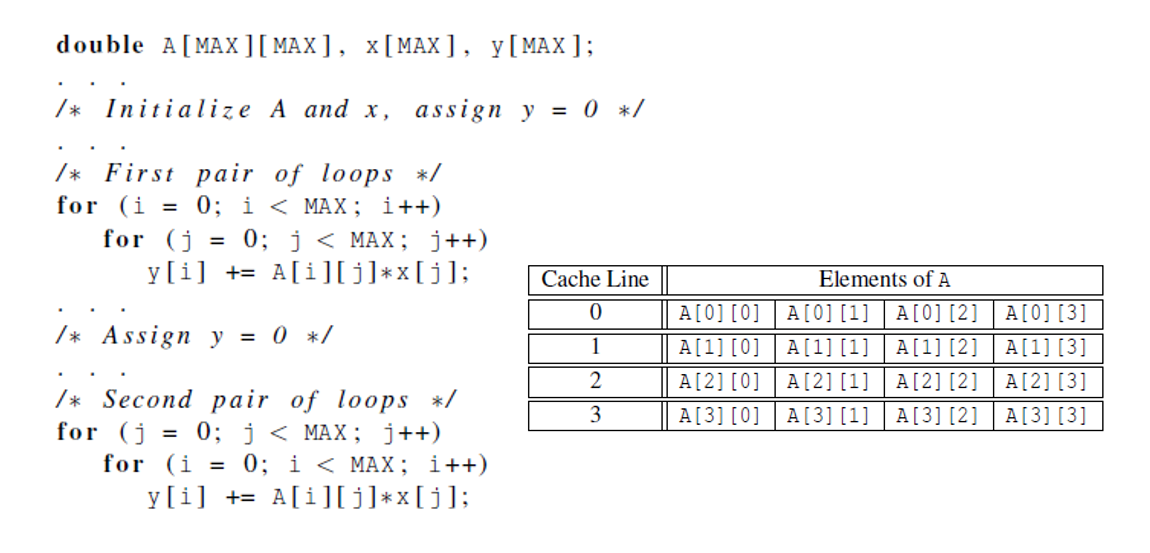 double A[MAX][MAX], x[MAX], y[MAX];
. . .
/* Initialize A and x, assign y = 0 */
. . .
/* First pair of loops */
for (i = 0; i < MAX; i++)
for (j = 0; j < MAX; j++)
y[i] += A[i][j]*x[j];
. . .
/* Assign y = 0 */
. . .
/* Second pair of loops */
for (j = 0; j < MAX; j++)
for (i = 0; i < MAX; i++)
y[i] += A[i][j]*x[j];
Cache Line Elements of A
0 A[0][0] A[0][1] A[0][2] A[0][3]
1 A[1][0] A[1][1] A[1][2] A[1][3]
2 A[2][0] A[2][1] A[2][2] A[2][3]
3 A[3][0] A[3][1] A[3][2] A[3][3]